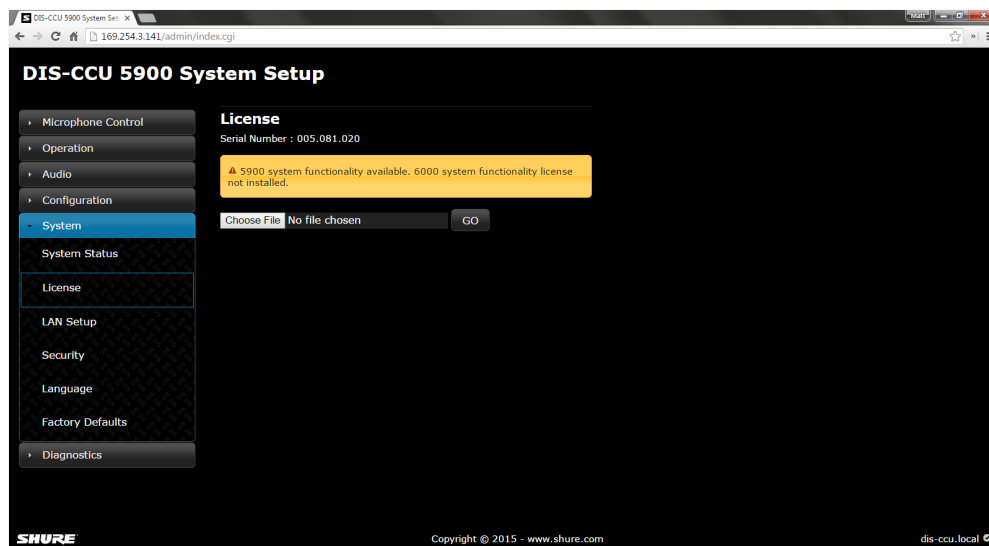 DIS-CCU 5900 System Set
Matt
169.254.3.141/admin/index.cgi
DIS-CCU 5900 System Setup
Microphone Control
Operation
Audio
Configuration
System
System Status
License
LAN Setup
Security
Language
Factory Defaults
Diagnostics
License
Serial Number : 005.081.020
5900 system functionality available. 6000 system functionality license
not installed.
Choose File No file chosen
GO
SHURE
Copyright © 2015 - www.shure.com
dis-ccu.local